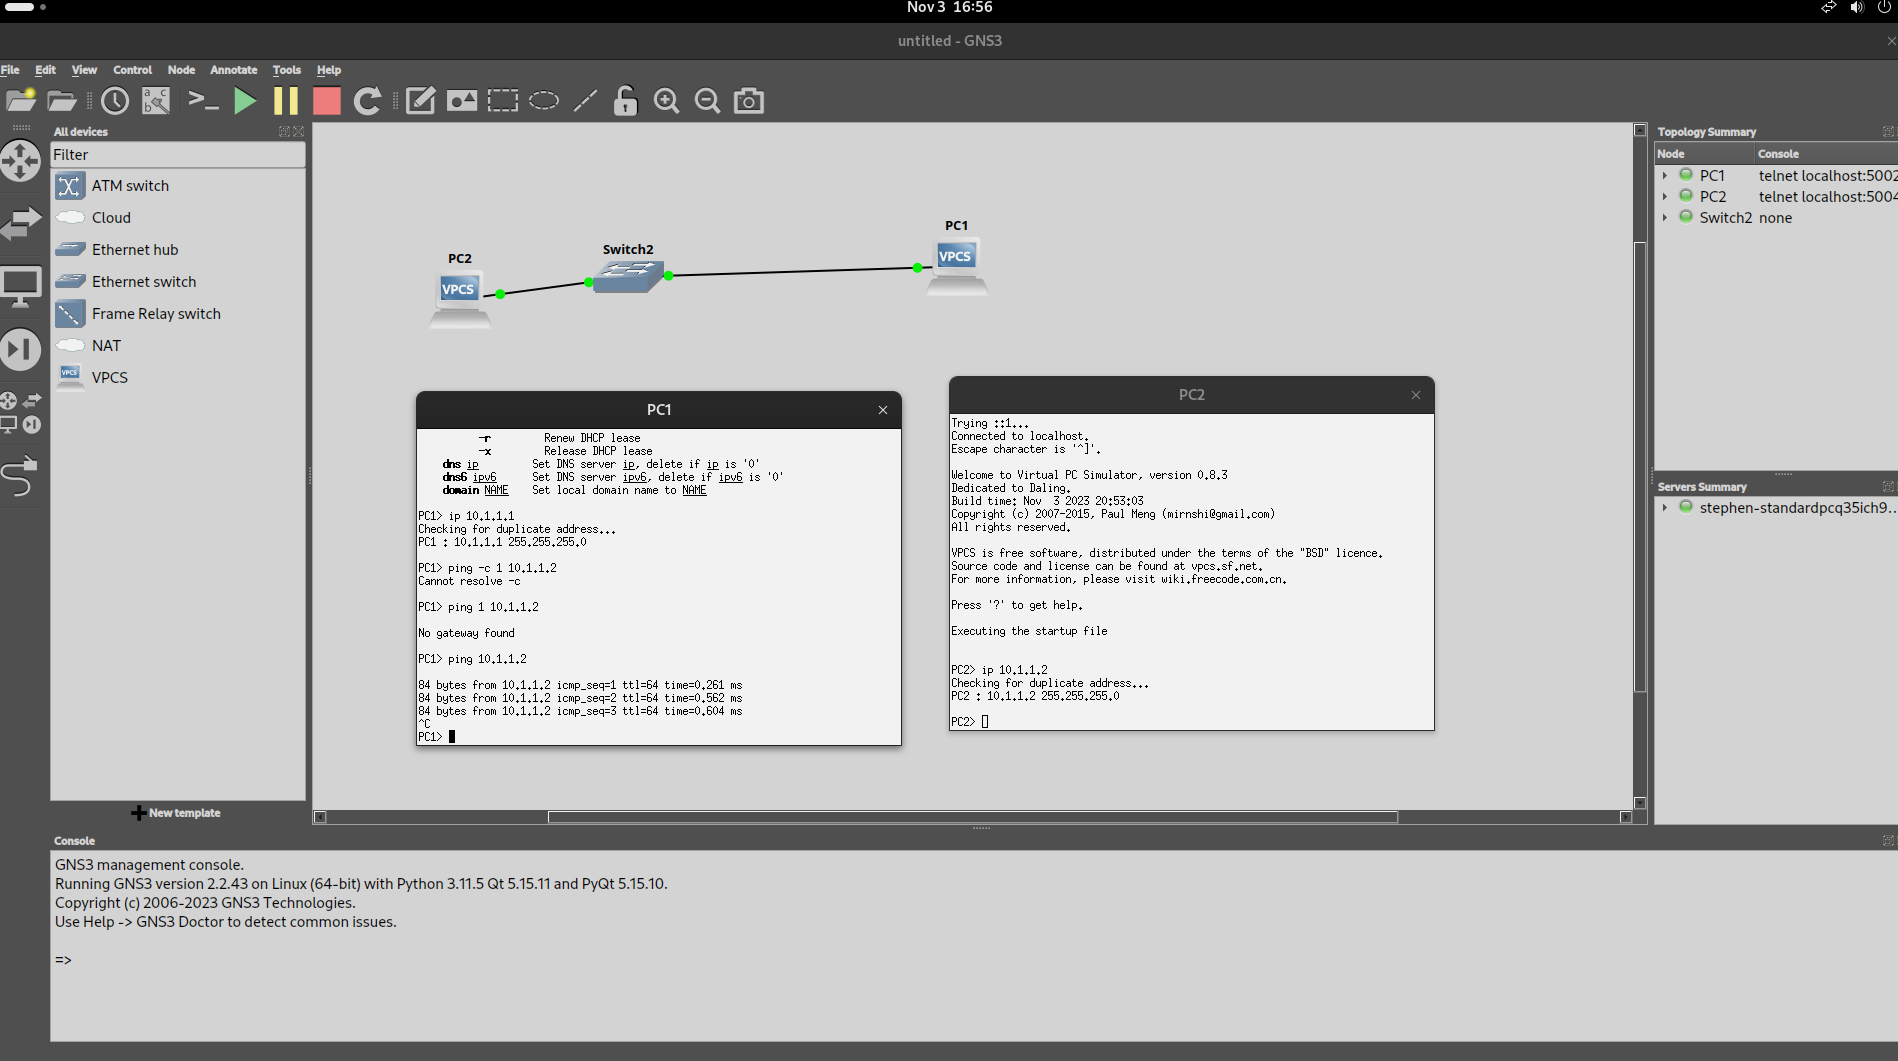 Nov 3 16:56
untitled - GNS3
File Edit View Control Node Annotate Tools Help
All devices
Filter
ATM switch
Cloud
Ethernet hub
Ethernet switch
Frame Relay switch
NAT
VPCS
New template
PC2
VPCS
Switch2
PC1
VPCS
PC1
-r Renew DHCP lease
-x Release DHCP lease
dns ip Set DNS server ip, delete if ip is '0'
dns6 ipv6 Set DNS server ipv6, delete if ipv6 is '0'
domain NAME Set local domain name to NAME
PC1> ip 10.1.1.1
Checking for duplicate address...
PC1 : 10.1.1.1 255.255.255.0
PC1> ping -c 1 10.1.1.2
Cannot resolve -c
PC1> ping 1 10.1.1.2
No gateway found
PC1> ping 10.1.1.2
84 bytes from 10.1.1.2 icmp_seq=1 ttl=64 time=0.261 ms
84 bytes from 10.1.1.2 icmp_seq=2 ttl=64 time=0.562 ms
84 bytes from 10.1.1.2 icmp_seq=3 ttl=64 time=0.604 ms
^C
PC1>
PC2
Trying ::1...
Connected to localhost.
Escape character is '^]'.
Welcome to Virtual PC Simulator, version 0.8.3
Dedicated to Daling.
Build time: Nov 3 2023 20:53:03
Copyright (c) 2007-2015, Paul Meng (mirnshi@gmail.com)
All rights reserved.
VPCS is free software, distributed under the terms of the "BSD" licence.
Source code and license can be found at vpcs.sf.net.
For more information, please visit wiki.freecode.com.cn.
Press '?' to get help.
Executing the startup file
PC2> ip 10.1.1.2
Checking for duplicate address...
PC2 : 10.1.1.2 255.255.255.0
PC2>
Topology Summary
Node Console
PC1 telnet localhost:5002
PC2 telnet localhost:5004
Switch2 none
Servers Summary
stephen-standardpcq35ich9...
Console
GNS3 management console.
Running GNS3 version 2.2.43 on Linux (64-bit) with Python 3.11.5 Qt 5.15.11 and PyQt 5.15.10.
Copyright (c) 2006-2023 GNS3 Technologies.
Use Help -> GNS3 Doctor to detect common issues.
=>